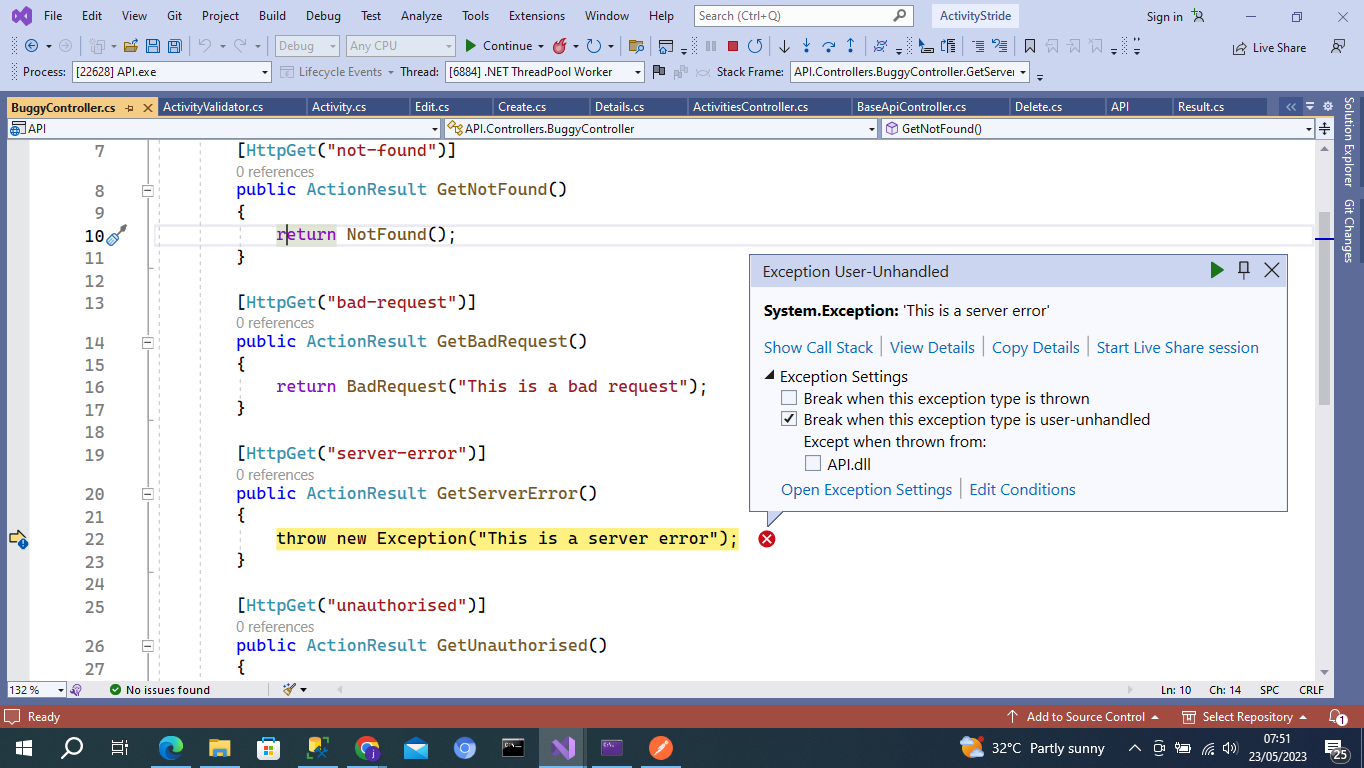 File Edit View Git Project Build Debug Test Analyze Tools Extensions Window Help Search (Ctrl+Q) ActivityStride Sign in
Debug Any CPU Continue Live Share
Process: [22628] API.exe Lifecycle Events Thread: [6884] .NET ThreadPool Worker Stack Frame: API.Controllers.BuggyController.GetServer
BuggyController.cs ActivityValidator.cs Activity.cs Edit.cs Create.cs Details.cs ActivitiesController.cs BaseApiController.cs Delete.cs API Result.cs
API API.Controllers.BuggyController GetNotFound()
Solution Explorer
Git Changes
7 [HttpGet("not-found")]
0 references
8 public ActionResult GetNotFound()
9 {
10 return NotFound();
11 }
12
13 [HttpGet("bad-request")]
0 references
14 public ActionResult GetBadRequest()
15 {
16 return BadRequest("This is a bad request");
17 }
18
19 [HttpGet("server-error")]
0 references
20 public ActionResult GetServerError()
21 {
22 throw new Exception("This is a server error");
23 }
24
25 [HttpGet("unauthorised")]
0 references
26 public ActionResult GetUnauthorised()
27 {
Exception User-Unhandled
System.Exception: 'This is a server error'
Show Call Stack View Details Copy Details Start Live Share session
Exception Settings
Break when this exception type is thrown
Break when this exception type is user-unhandled
Except when thrown from:
API.dll
Open Exception Settings Edit Conditions
132 % No issues found Ln: 10 Ch: 14 SPC CRLF
Ready Add to Source Control Select Repository 1
32°C Partly sunny 07:51
23/05/2023 25